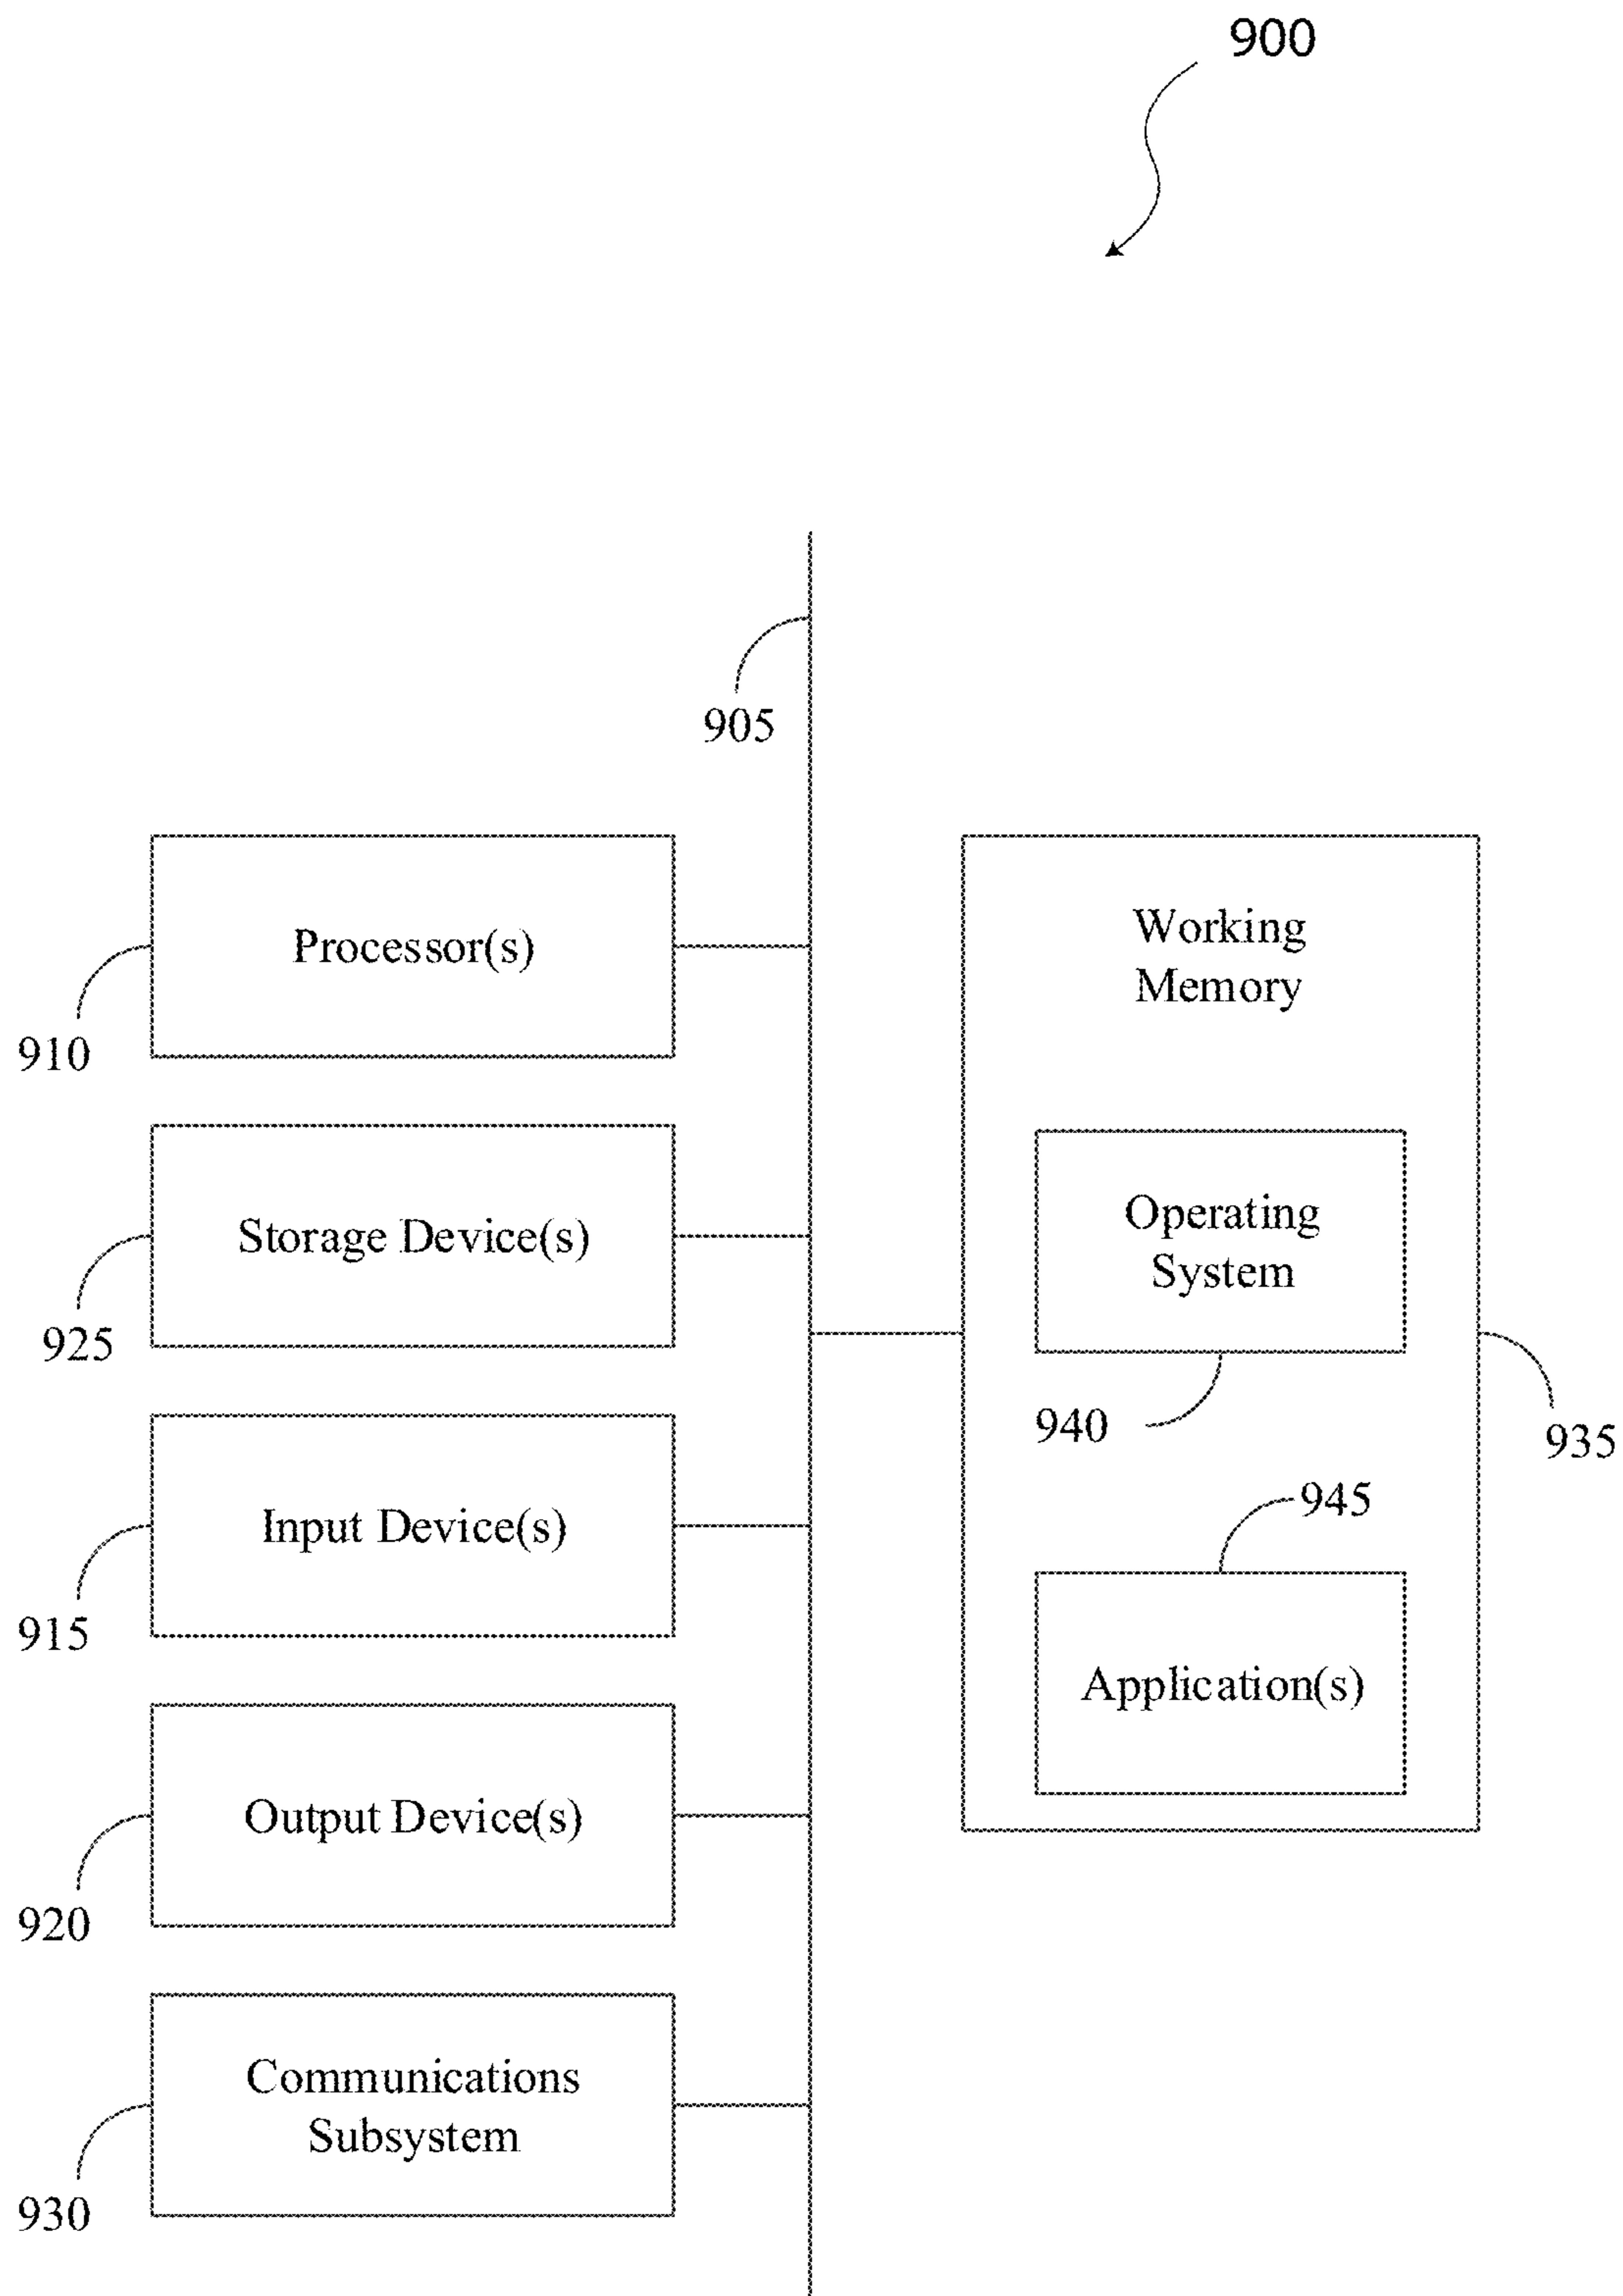 900
905
Processor(s)
910
Storage Device(s)
925
Input Device(s)
915
Output Device(s)
920
Communications
Subsystem
930
Working
Memory
Operating
System
940
935
945
Application(s)